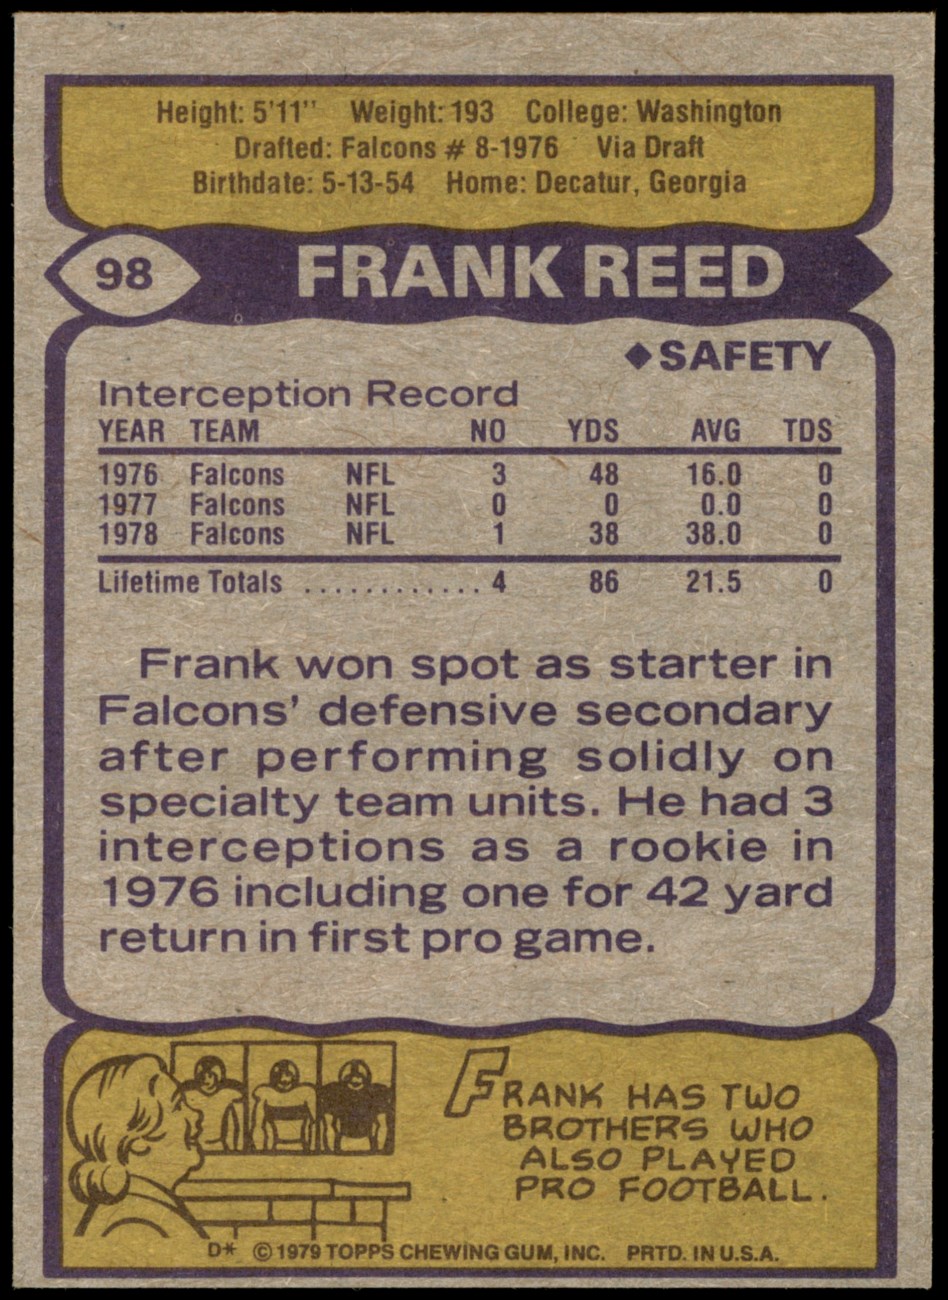 Height: 5'11" Weight: 193 College: Washington
Drafted: Falcons # 8-1976 Via Draft
Birthdate: 5-13-54 Home: Decatur, Georgia
98 FRANK REED
◆SAFETY
Interception Record
YEAR TEAM NO YDS AVG TDS
1976 Falcons NFL 3 48 16.0 0
1977 Falcons NFL 0 0 0.0 0
1978 Falcons NFL 1 38 38.0 0
Lifetime Totals ............ 4 86 21.5 0
Frank won spot as starter in
Falcons' defensive secondary
after performing solidly on
specialty team units. He had 3
interceptions as a rookie in
1976 including one for 42 yard
return in first pro game.
FRANK HAS TWO
BROTHERS WHO
ALSO PLAYED
PRO FOOTBALL.
D* © 1979 TOPPS CHEWING GUM, INC. PRTD. IN U.S.A.